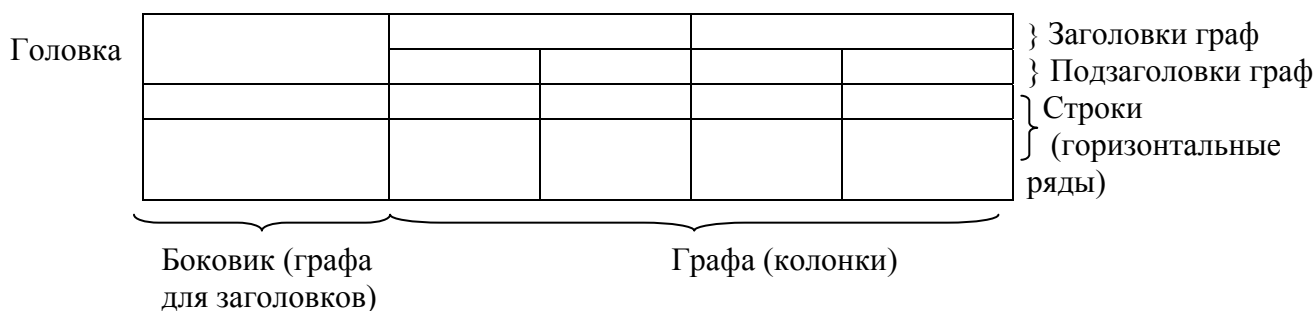 Головка
} Заголовки граф
} Подзаголовки граф
Строки
(горизонтальные
ряды)
Боковик (графа
для заголовков)
Графа (колонки)